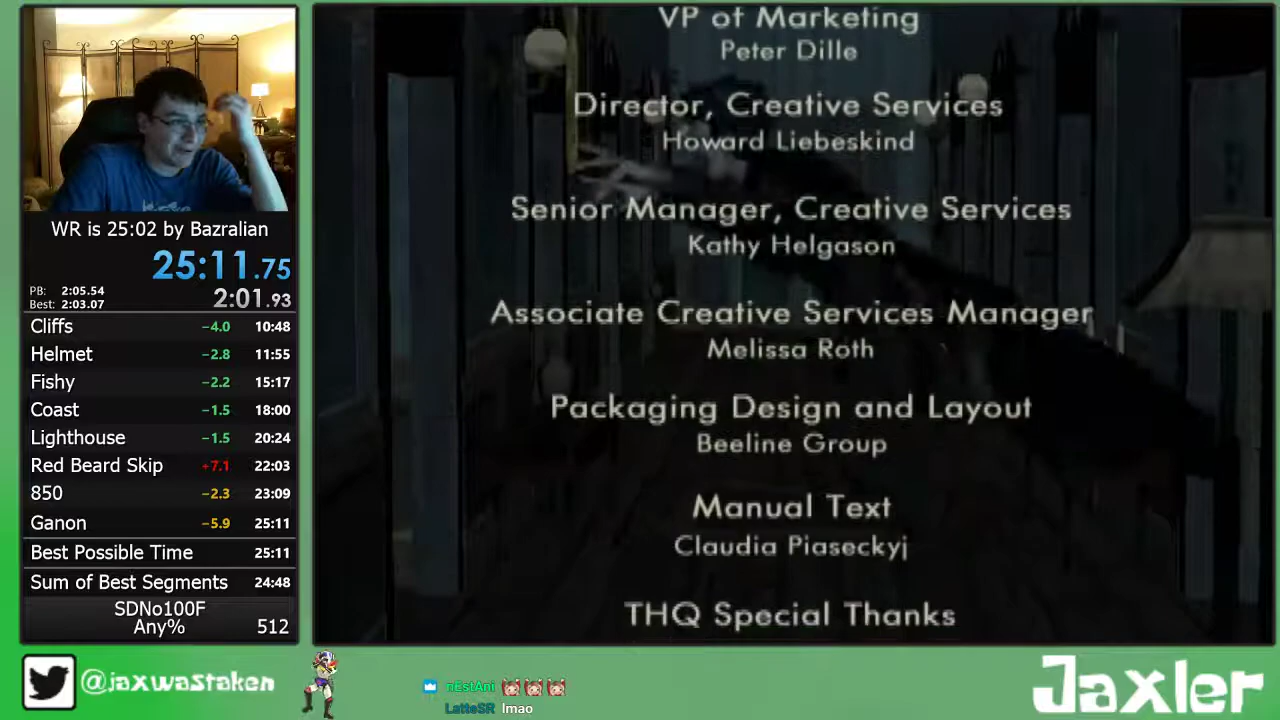 WR is 25:02 by Bazralian
25:11.75
PB: 2:05.54
Best: 2:03.07
2:01.93
Cliffs -4.0 10:48
Helmet -2.8 11:55
Fishy -2.2 15:17
Coast -1.5 18:00
Lighthouse -1.5 20:24
Red Beard Skip +7.1 22:03
850 -2.3 23:09
Ganon -5.9 25:11
Best Possible Time 25:11
Sum of Best Segments 24:48
SDNo100F
Any% 512
@jaxwastaken
VP of Marketing
Peter Dille
Director, Creative Services
Howard Liebeskind
Senior Manager, Creative Services
Kathy Helgason
Associate Creative Services Manager
Melissa Roth
Packaging Design and Layout
Beeline Group
Manual Text
Claudia Piaseckyj
THQ Special Thanks
nEstAni
LatteSR lmao
Jaxler